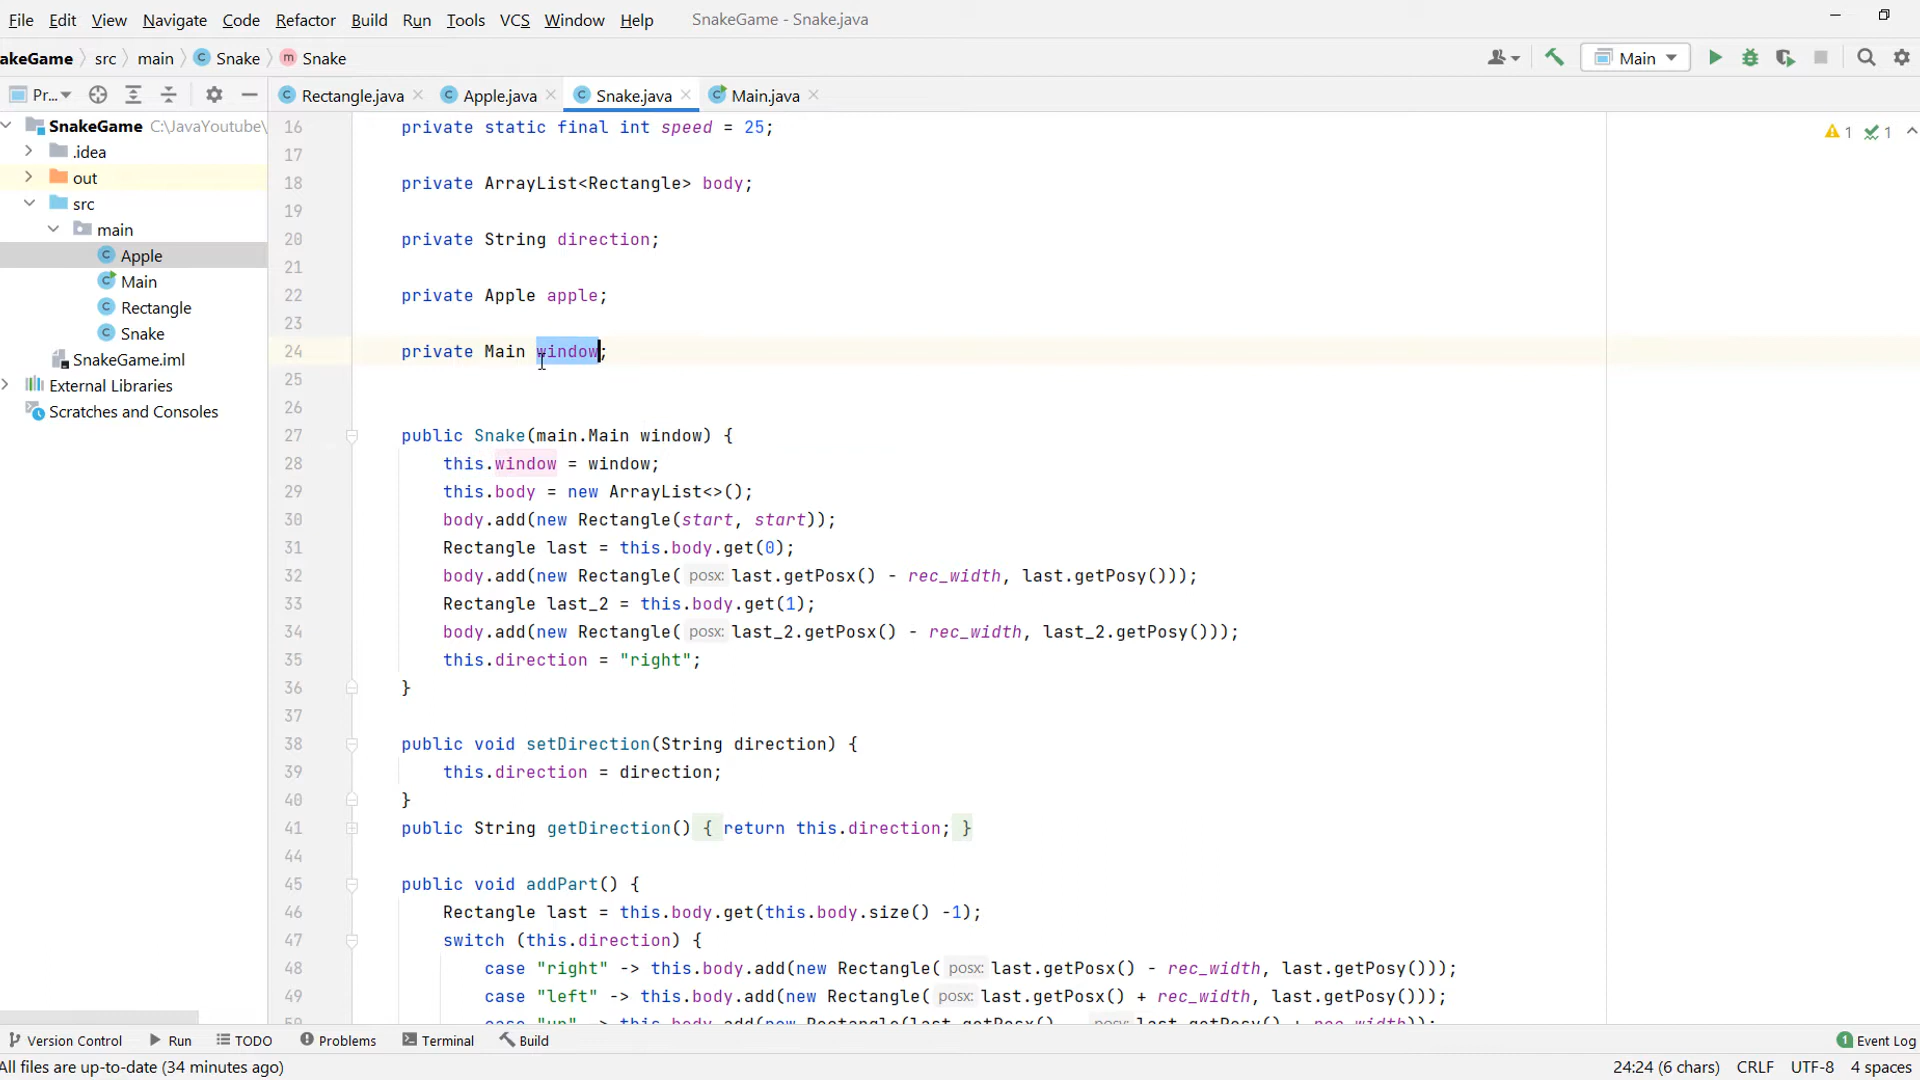 File Edit View Navigate Code Refactor Build Run Tools VCS Window Help SnakeGame - Snake.java
akeGame src main Snake Snake Main
Pr... Rectangle.java Apple.java Snake.java Main.java
SnakeGame C:\JavaYoutube\
.idea
out
src
main
Apple
Main
Rectangle
Snake
SnakeGame.iml
External Libraries
Scratches and Consoles
1 1
16 private static final int speed = 25;
17
18 private ArrayList<Rectangle> body;
19
20 private String direction;
21
22 private Apple apple;
23
24 private Main window;
25
26
27 public Snake(main.Main window) {
28 this.window = window;
29 this.body = new ArrayList<>();
30 body.add(new Rectangle(start, start));
31 Rectangle last = this.body.get(0);
32 body.add(new Rectangle( posx: last.getPosx() - rec_width, last.getPosy()));
33 Rectangle last_2 = this.body.get(1);
34 body.add(new Rectangle( posx: last_2.getPosx() - rec_width, last_2.getPosy()));
35 this.direction = "right";
36 }
37
38 public void setDirection(String direction) {
39 this.direction = direction;
40 }
41 public String getDirection() { return this.direction; }
44
45 public void addPart() {
46 Rectangle last = this.body.get(this.body.size() -1);
47 switch (this.direction) {
48 case "right" -> this.body.add(new Rectangle( posx: last.getPosx() - rec_width, last.getPosy()));
49 case "left" -> this.body.add(new Rectangle( posx: last.getPosx() + rec_width, last.getPosy()));
Version Control Run TODO Problems Terminal Build 1 Event Log
All files are up-to-date (34 minutes ago) 24:24 (6 chars) CRLF UTF-8 4 spaces